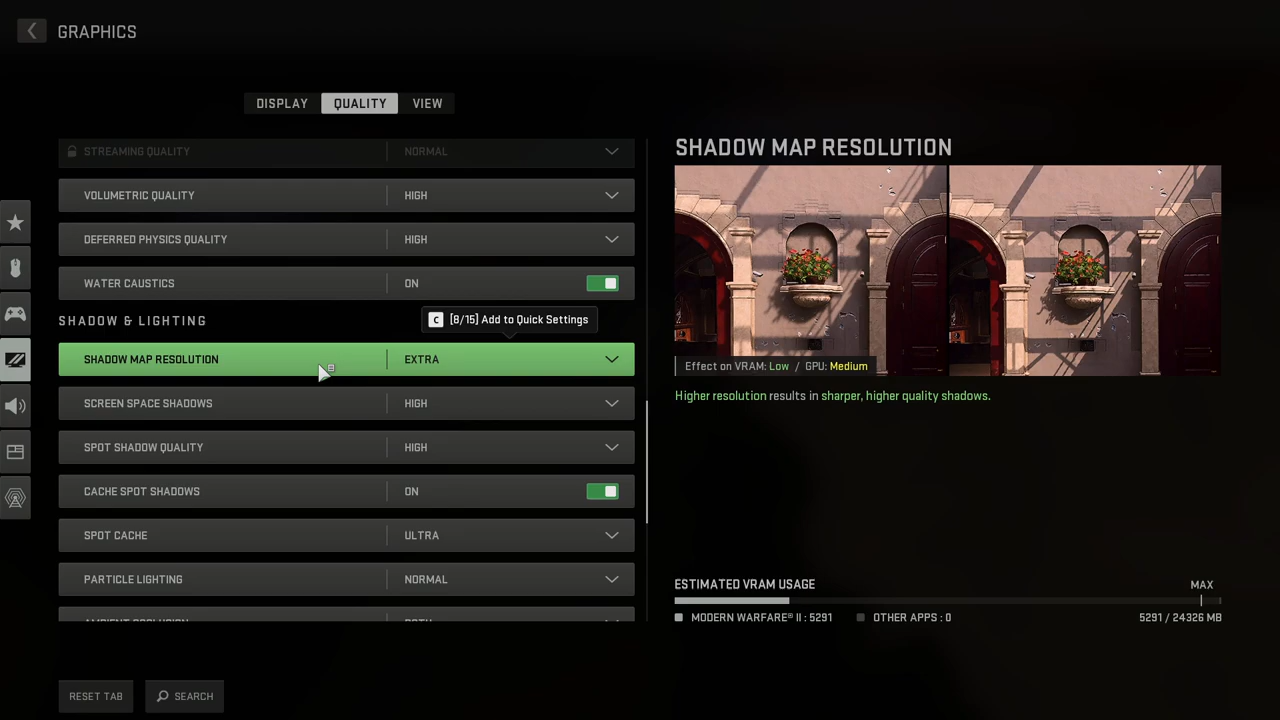 GRAPHICS
DISPLAY QUALITY VIEW
STREAMING QUALITY NORMAL
VOLUMETRIC QUALITY HIGH
DEFERRED PHYSICS QUALITY HIGH
WATER CAUSTICS ON
SHADOW & LIGHTING
C [8/15] Add to Quick Settings
SHADOW MAP RESOLUTION EXTRA
SCREEN SPACE SHADOWS HIGH
SPOT SHADOW QUALITY HIGH
CACHE SPOT SHADOWS ON
SPOT CACHE ULTRA
PARTICLE LIGHTING NORMAL
AMBIENT OCCLUSION BOTH
RESET TAB SEARCH
SHADOW MAP RESOLUTION
Effect on VRAM: Low / GPU: Medium
Higher resolution results in sharper, higher quality shadows.
ESTIMATED VRAM USAGE MAX
MODERN WARFARE® II : 5291 OTHER APPS : 0 5291 / 24326 MB